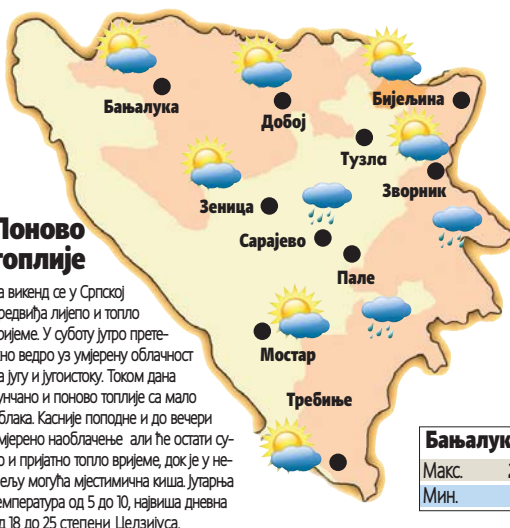 Бањалука
Добој
Бијељина
Тузла
Зворник
Зеница
Сарајево
Пале
Мостар
Требиње
Поново
топлије
а викенд се у Српској
редвиђа лијепо и топло
ријеме. У суботу јутро прете-
но ведро уз умјерену облачност
а југу и југоистоку. Током дана
унчано и поново топлије са мало
блака. Касније поподне и до вечери
мјерено наоблачење али ће остати су-
о и пријатно топло вријеме, док је у не-
ељу могућа мјестимична киша. Јутарња
емпература од 5 до 10, највиша дневна
д 18 до 25 степени Целзијуса.
Бањалук
Макс.
Мин.